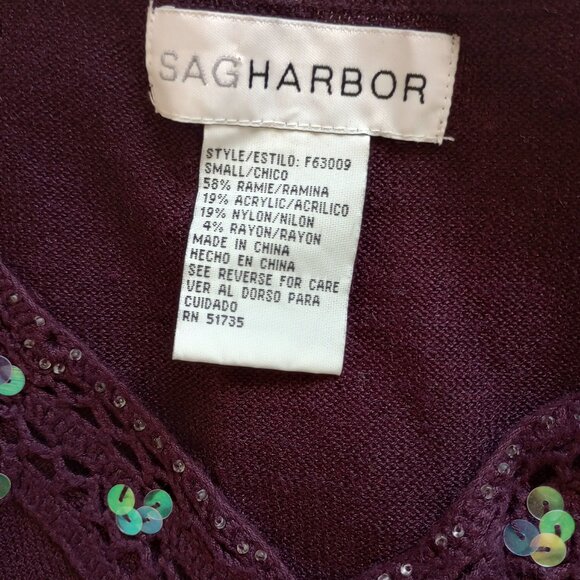 SAGHARBOR
STYLE/ESTILO: F63009
SMALL/CHICO
58% RAMIE/RAMINA
19% ACRYLIC/ACRILICO
19% NYLON/NILON
4% RAYON/RAYON
MADE IN CHINA
HECHO EN CHINA
SEE REVERSE FOR CARE
VER AL DORSO PARA
CUIDADO
RN 51735